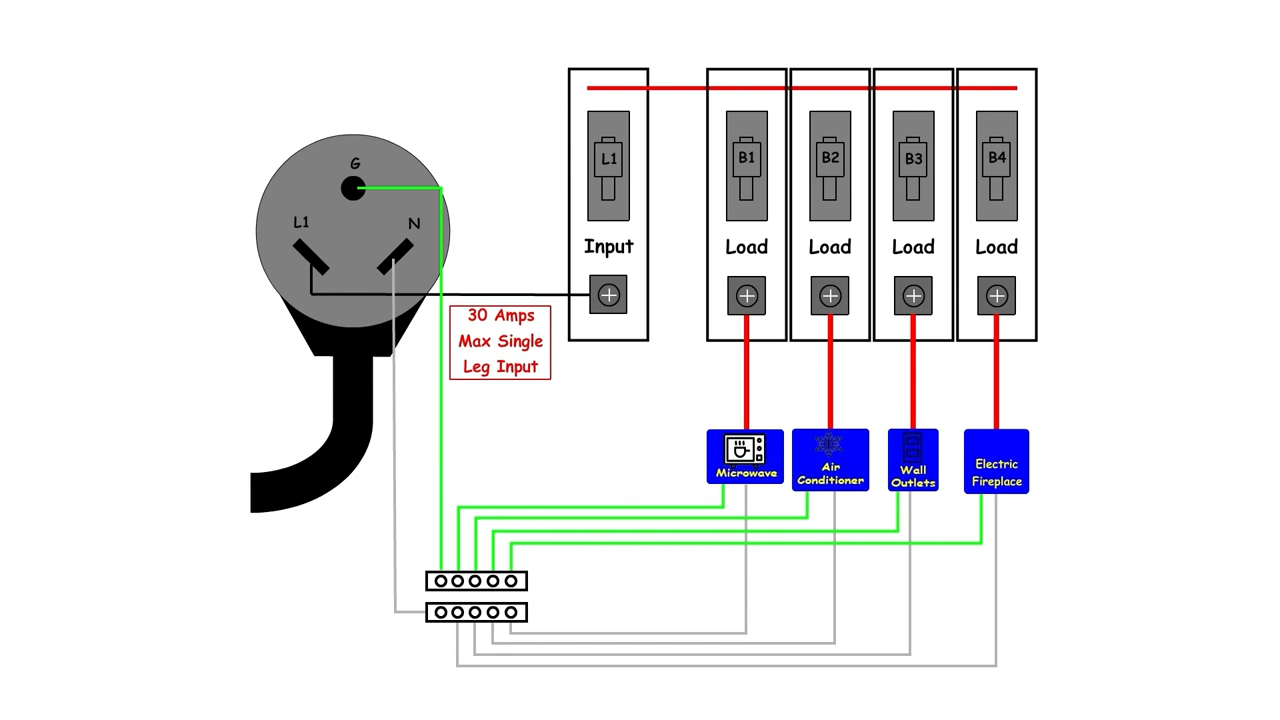 G
L1
N
L1
B1
B2
B3
B4
Input
Load
Load
Load
Load
30 Amps
Max Single
Leg Input
Microwave
Air
Conditioner
Wall
Outlets
Electric
Fireplace